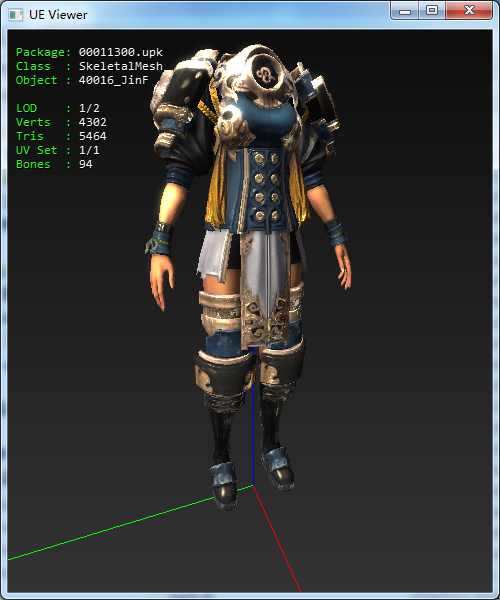 UE Viewer
Package: 00011300.upk
Class : SkeletalMesh
Object : 40016_JinF
LOD : 1/2
Verts : 4302
Tris : 5464
UV Set : 1/1
Bones : 94